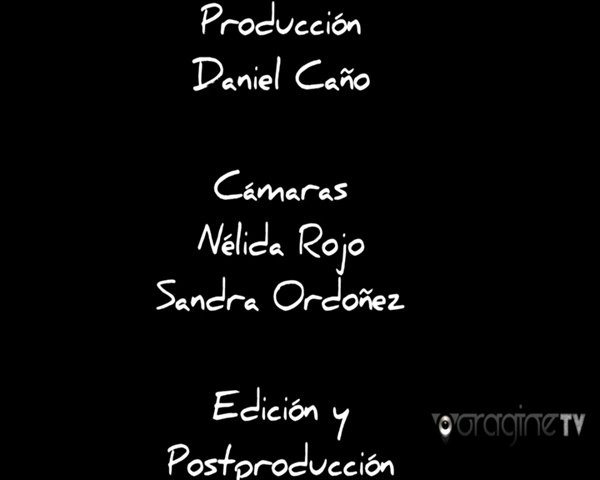 Producción
Daniel Caño
Cámaras
Nélida Rojo
Sandra Ordoñez
Edición y
Postproducción
VoragineTV